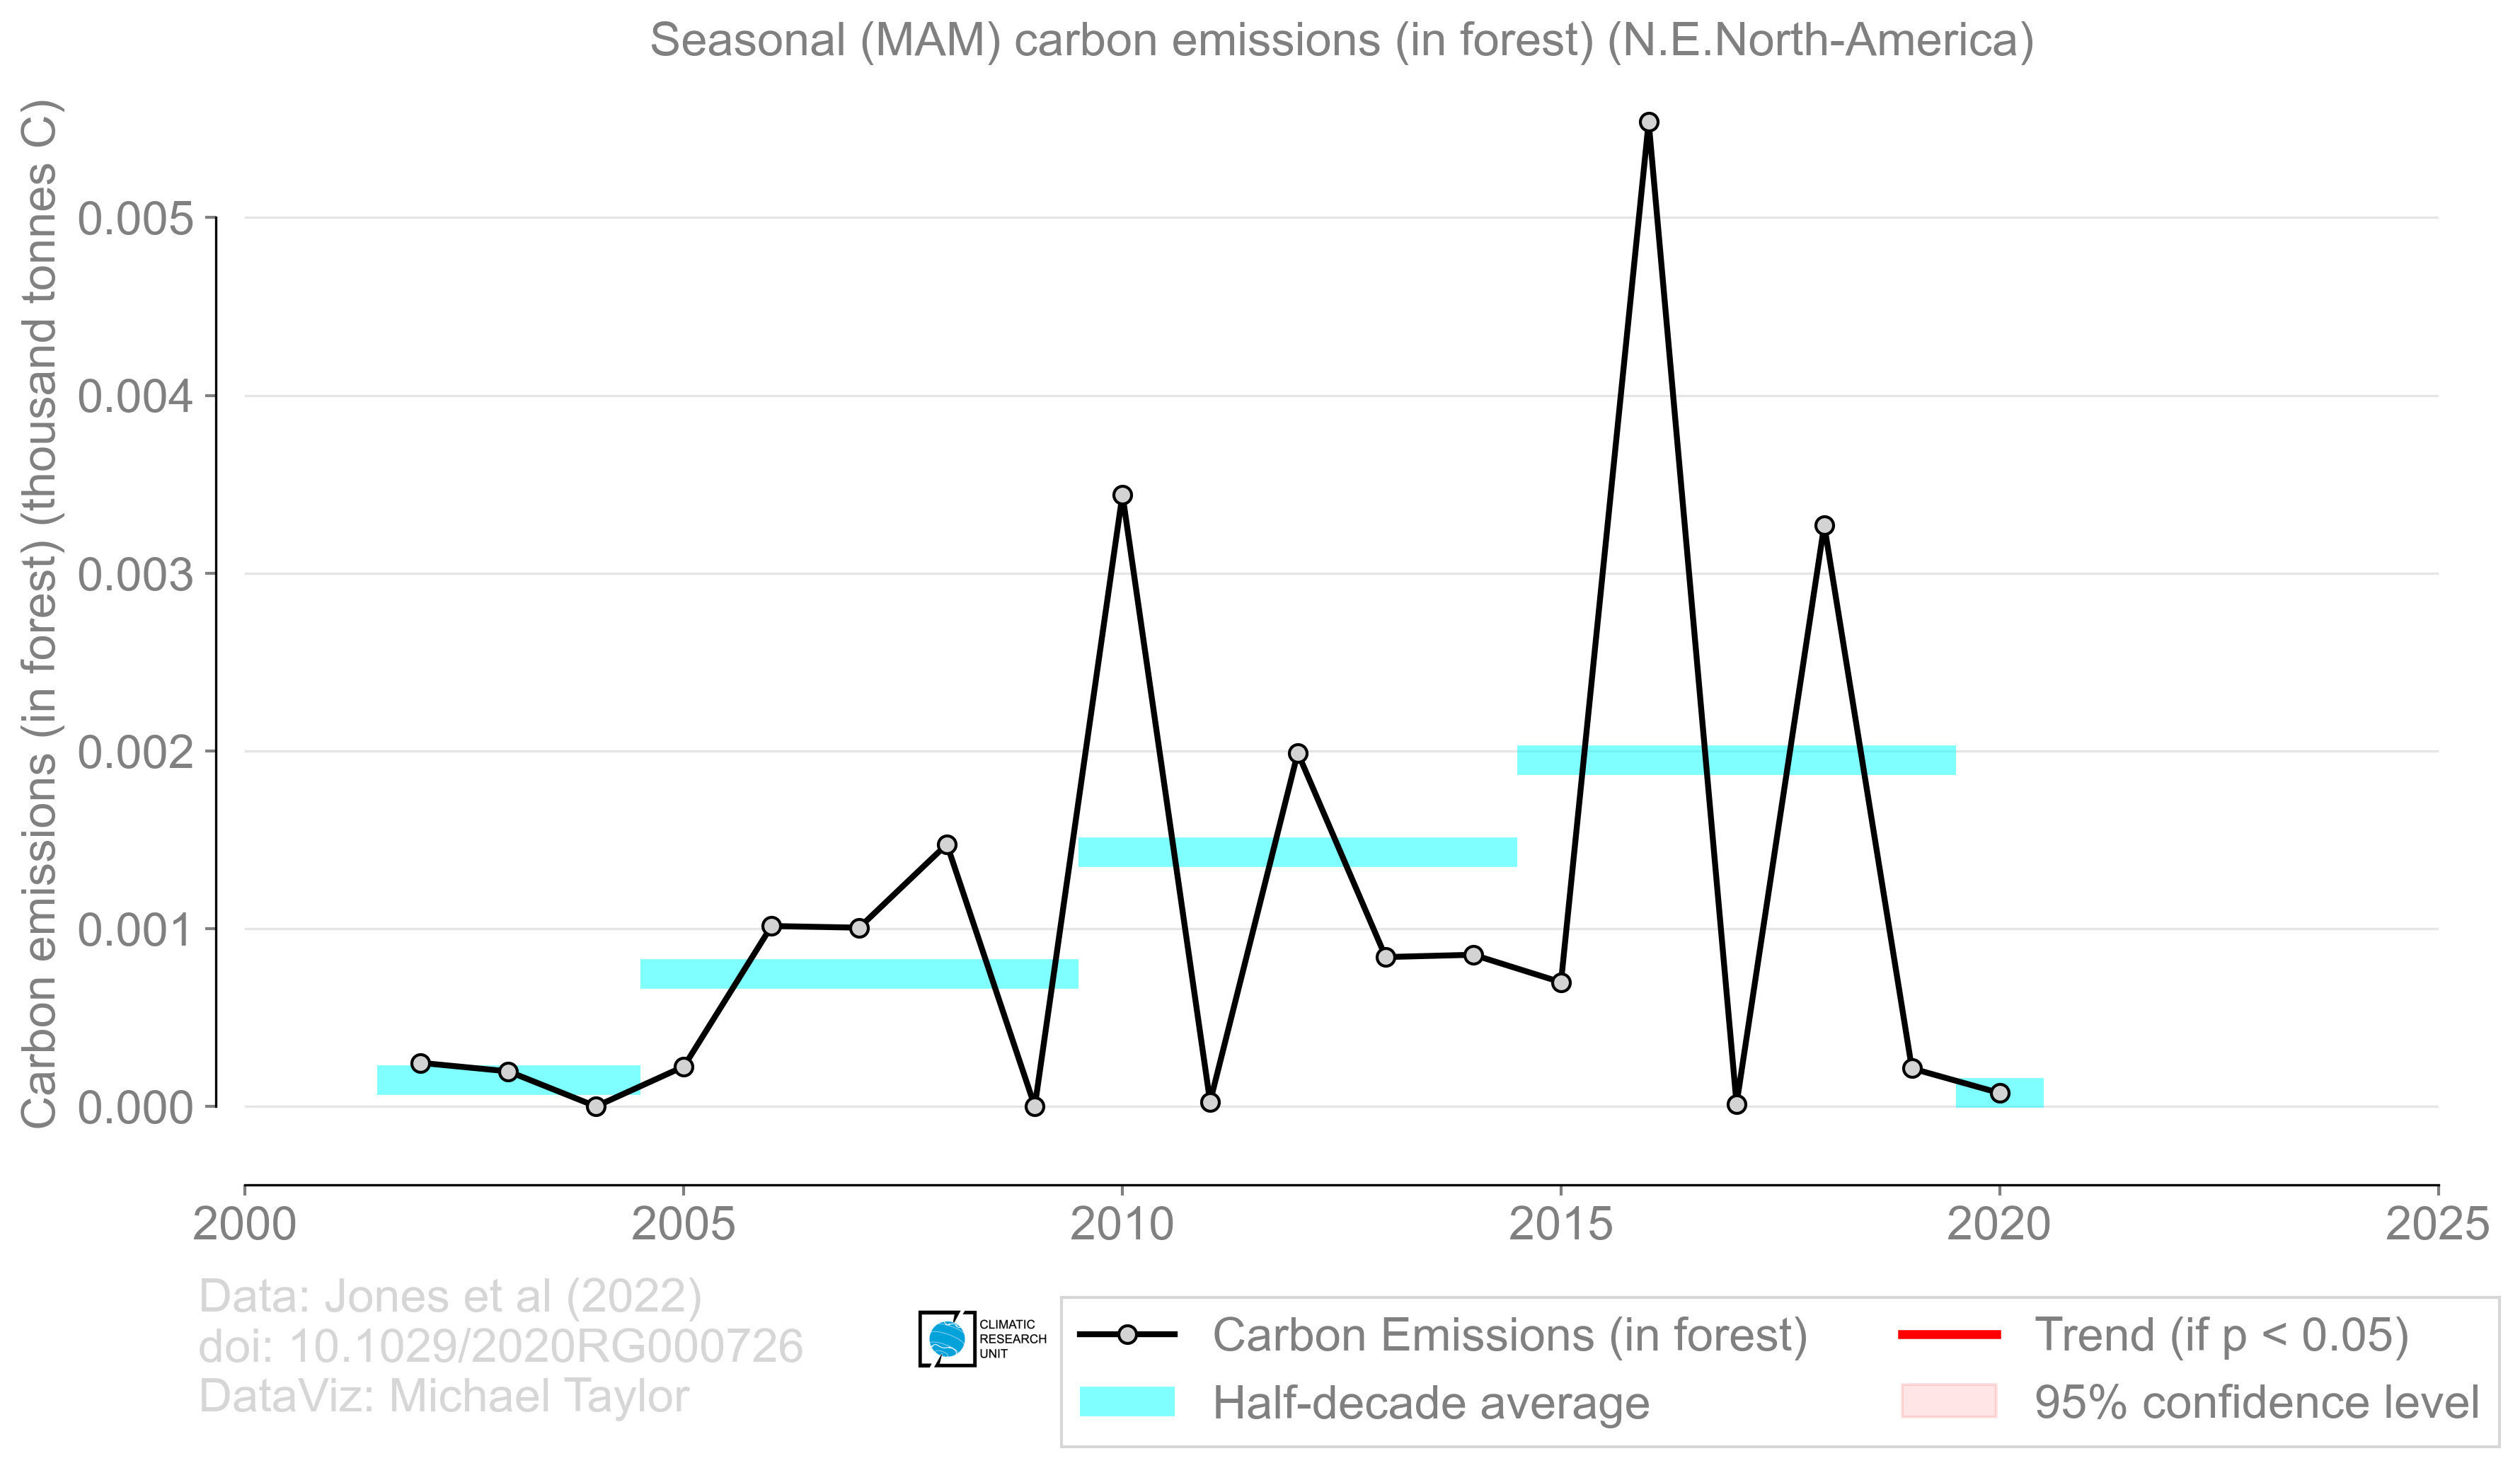 Seasonal (MAM) carbon emissions (in forest) (N.E.North-America)
Carbon emissions (in forest) (thousand tonnes C)
0.005
0.004
0.003
0.002
0.001
0.000
2000
2005
2010
2015
2020
2025
Data: Jones et al (2022)
doi: 10.1029/2020RG000726
DataViz: Michael Taylor
CLIMATIC
RESEARCH
UNIT
Carbon Emissions (in forest)
Half-decade average
Trend (if p < 0.05)
95% confidence level